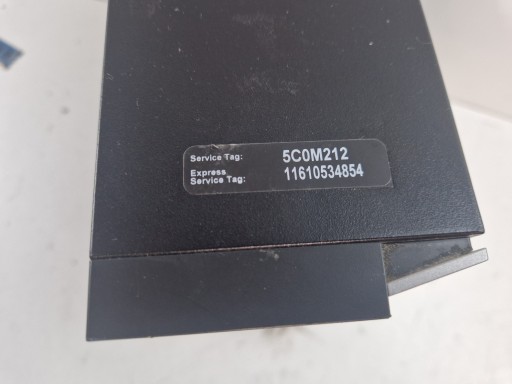 Service Tag: 5C0M212
Express
Service Tag: 11610534854